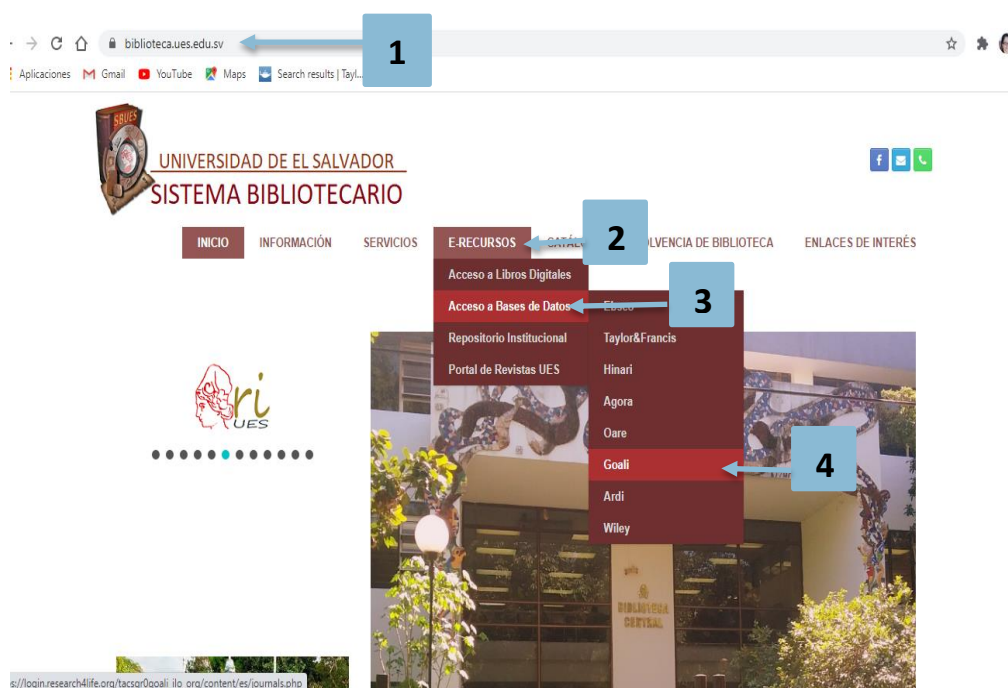 biblioteca.ues.edu.sv
1
Aplicaciones Gmail YouTube Maps Search results | Tayl...
SBUES
UNIVERSIDAD DE EL SALVADOR
SISTEMA BIBLIOTECARIO
2
INICIO INFORMACIÓN SERVICIOS E-RECURSOS CATÁL OLVENCIA DE BIBLIOTECA ENLACES DE INTERÉS
Acceso a Libros Digitales
3
Acceso a Bases de Datos Ebsco
Repositorio Institucional Taylor&Francis
Portal de Revistas UES Hinari
Agora
ri
UES
Oare
4
Goali
Ardi
Wiley
BIBLIOTECA
CENTRAL
s://login.research4life.org/tacsgr0goali_ilo_org/content/es/journals.php